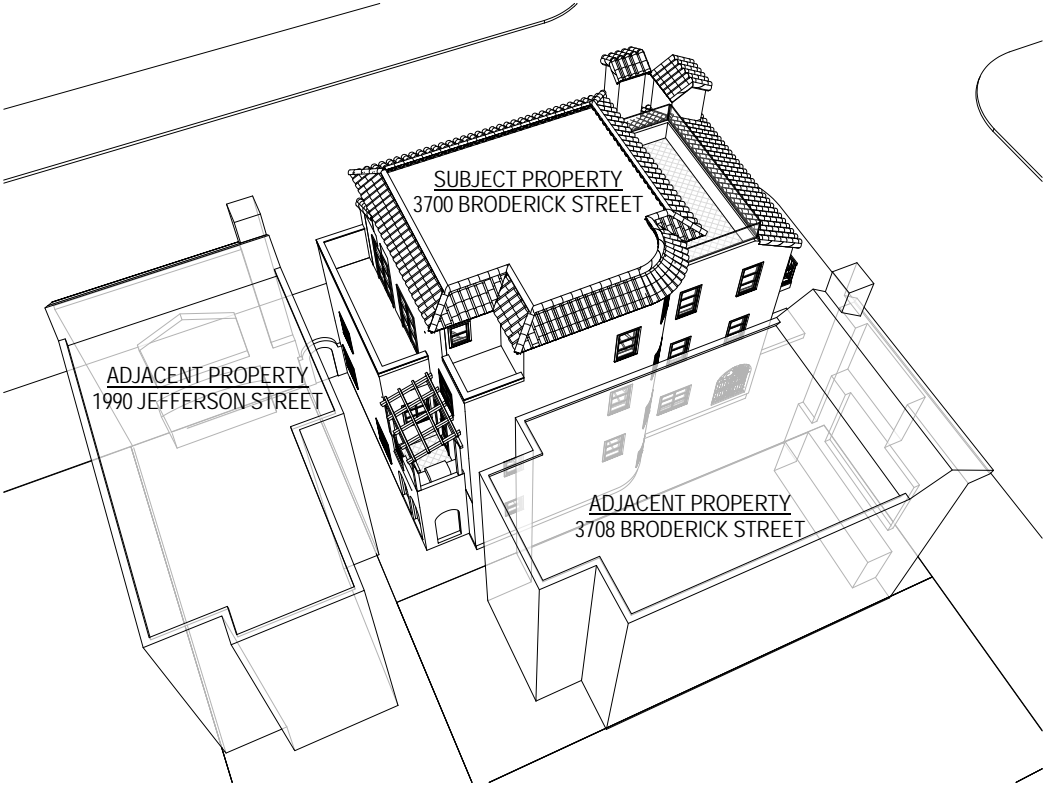 SUBJECT PROPERTY
3700 BRODERICK STREET
ADJACENT PROPERTY
1990 JEFFERSON STREET
ADJACENT PROPERTY
3708 BRODERICK STREET